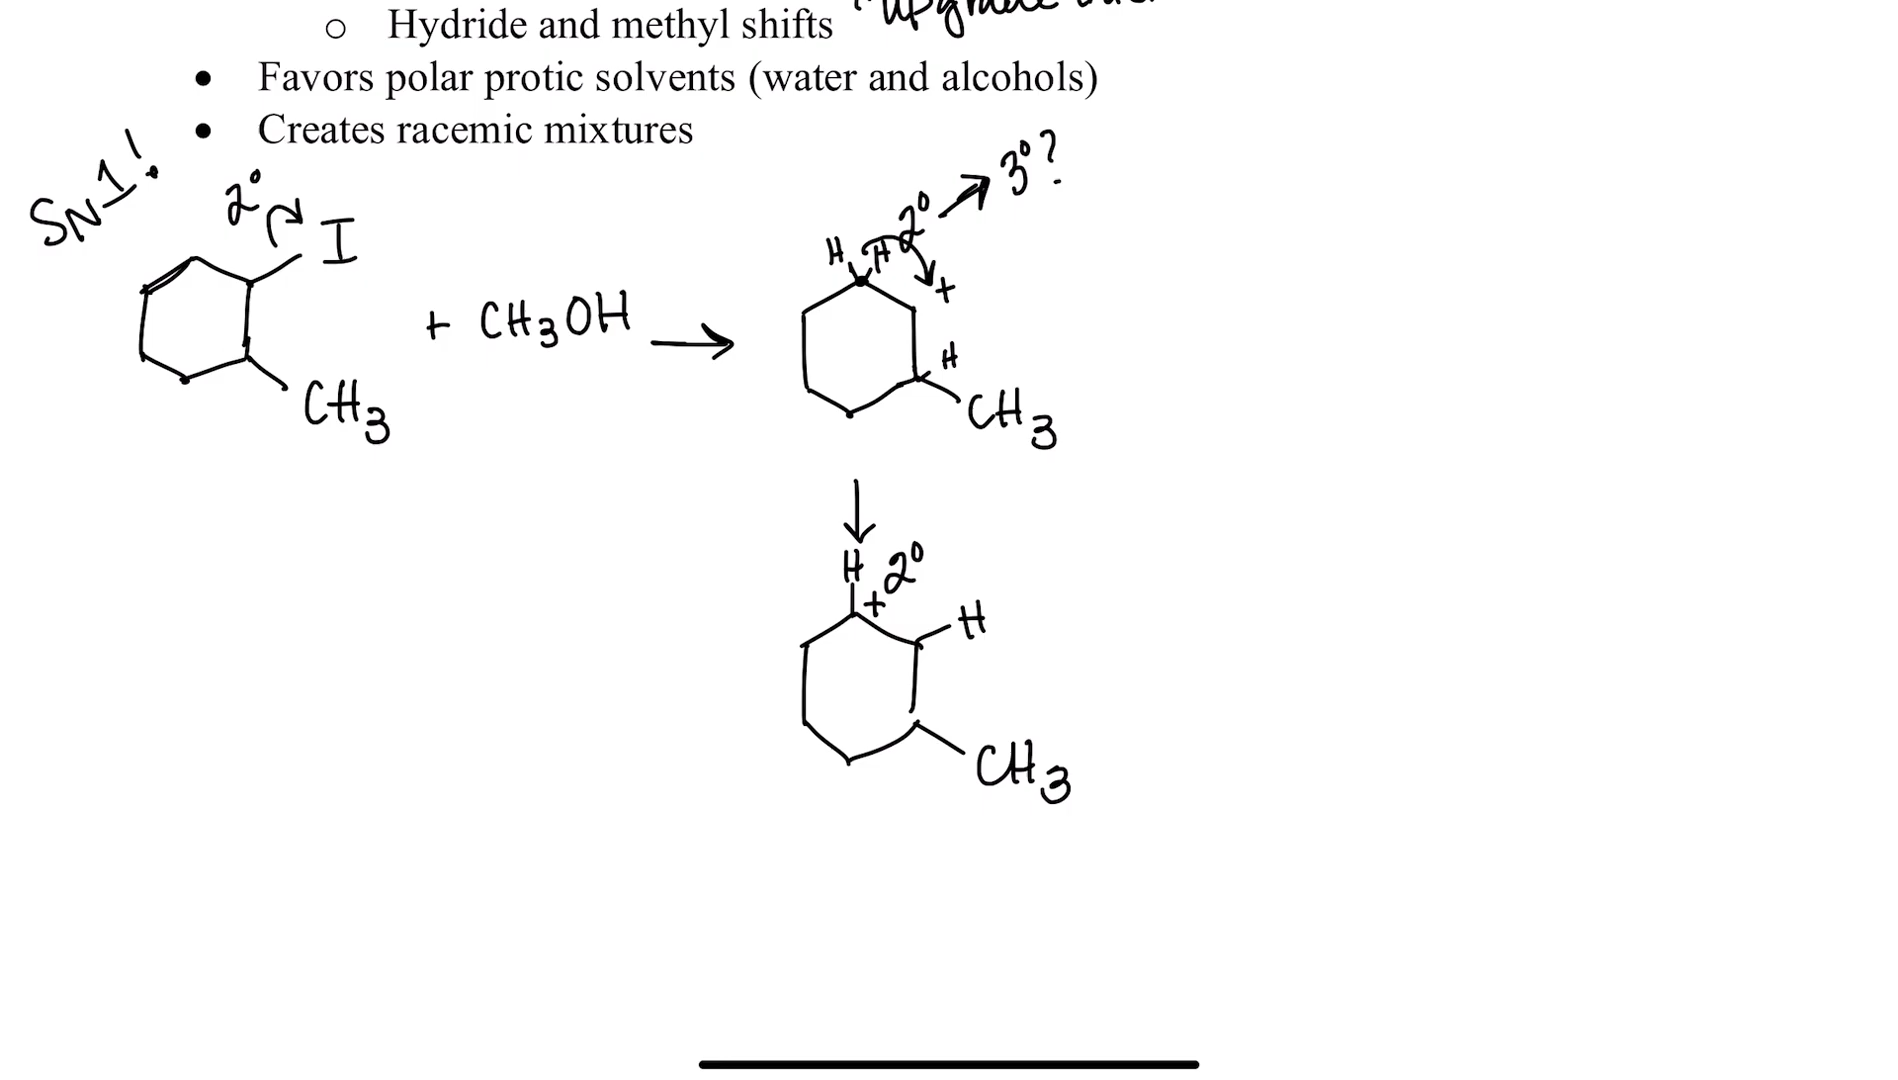 o Hydride and methyl shifts
• Favors polar protic solvents (water and alcohols)
• Creates racemic mixtures
SN1!
2° I
CH3
+ CH3OH
H H 2° → 3°?
+
H
CH3
H 2°
+
H
CH3